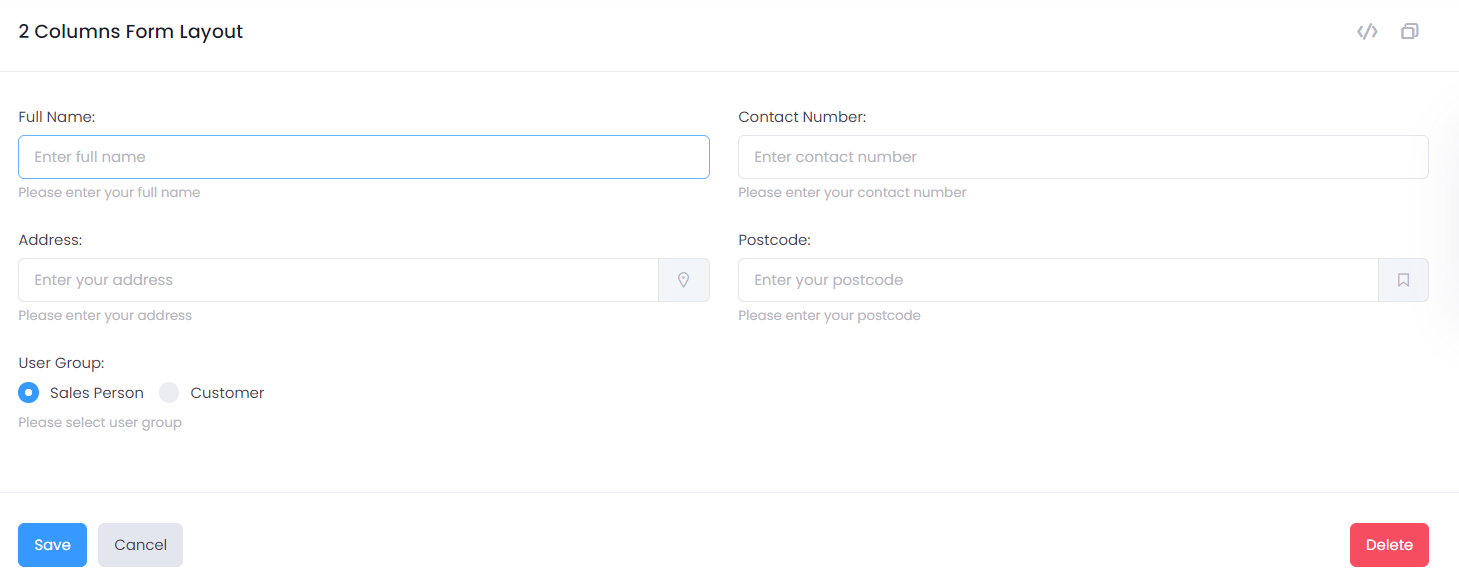 2 Columns Form Layout
Full Name:
Contact Number:
Enter full name
Enter contact number
Please enter your full name
Please enter your contact number
Address:
Postcode:
Enter your address
Enter your postcode
Please enter your address
Please enter your postcode
User Group:
Sales Person
Customer
Please select user group
Save
Cancel
Delete